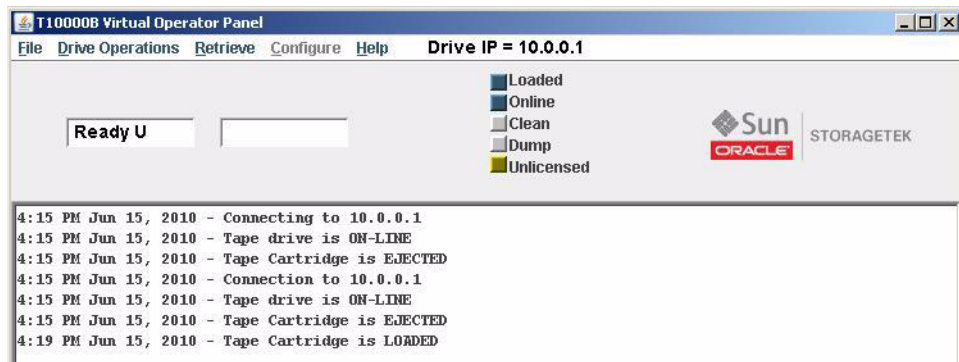 T10000B Virtual Operator Panel
File Drive Operations Retrieve Configure Help Drive IP = 10.0.0.1
Loaded
Online
Clean
Dump
Unlicensed
Ready U
Sun
ORACLE
STORAGETEK
4:15 PM Jun 15, 2010 - Connecting to 10.0.0.1
4:15 PM Jun 15, 2010 - Tape drive is ON-LINE
4:15 PM Jun 15, 2010 - Tape Cartridge is EJECTED
4:15 PM Jun 15, 2010 - Connection to 10.0.0.1
4:15 PM Jun 15, 2010 - Tape drive is ON-LINE
4:15 PM Jun 15, 2010 - Tape Cartridge is EJECTED
4:19 PM Jun 15, 2010 - Tape Cartridge is LOADED